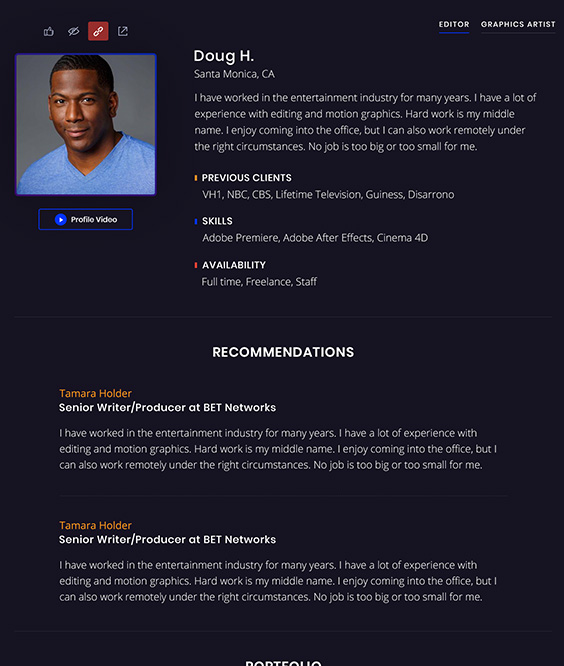 EDITOR GRAPHICS ARTIST
Doug H.
Santa Monica, CA
I have worked in the entertainment industry for many years. I have a lot of
experience with editing and motion graphics. Hard work is my middle
name. I enjoy coming into the office, but I can also work remotely under
the right circumstances. No job is too big or too small for me.
Profile Video
PREVIOUS CLIENTS
VH1, NBC, CBS, Lifetime Television, Guiness, Disarrono
SKILLS
Adobe Premiere, Adobe After Effects, Cinema 4D
AVAILABILITY
Full time, Freelance, Staff
RECOMMENDATIONS
Tamara Holder
Senior Writer/Producer at BET Networks
I have worked in the entertainment industry for many years. I have a lot of experience with
editing and motion graphics. Hard work is my middle name. I enjoy coming into the office, but I
can also work remotely under the right circumstances. No job is too big or too small for me.
Tamara Holder
Senior Writer/Producer at BET Networks
I have worked in the entertainment industry for many years. I have a lot of experience with
editing and motion graphics. Hard work is my middle name. I enjoy coming into the office, but I
can also work remotely under the right circumstances. No job is too big or too small for me.
PORTFOLIO